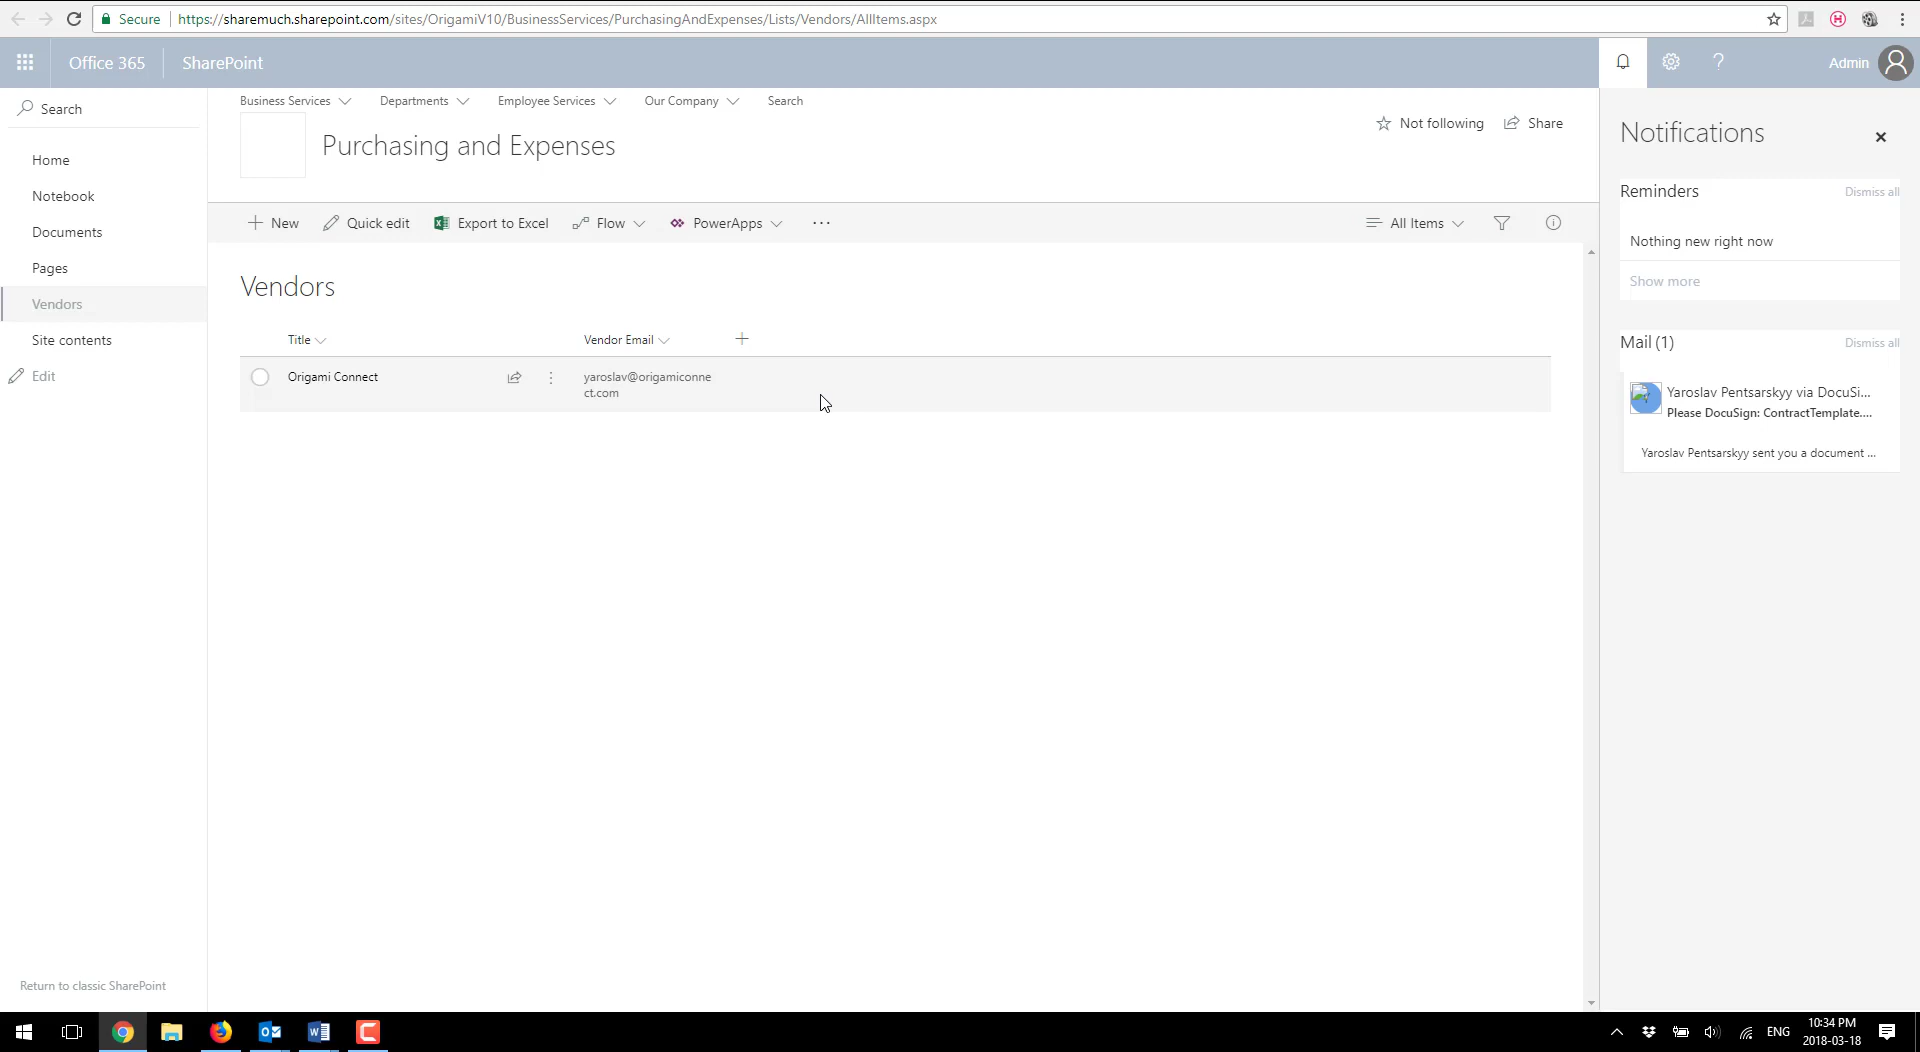 Secure https://sharemuch.sharepoint.com/sites/OrigamiV10/BusinessServices/PurchasingAndExpenses/Lists/Vendors/AllItems.aspx
Office 365 SharePoint
? Admin
Search
Business Services Departments Employee Services Our Company Search
Not following Share
Purchasing and Expenses
Home
Notebook
Documents
Pages
Vendors
Site contents
Edit
Return to classic SharePoint
New Quick edit Export to Excel Flow PowerApps ··· All Items
Vendors
Title Vendor Email
Origami Connect yaroslav@origamiconne
ct.com
Notifications
Reminders Dismiss all
Nothing new right now
Show more
Mail (1) Dismiss all
Yaroslav Pentsarskyy via DocuSi...
Please DocuSign: ContractTemplate....
Yaroslav Pentsarskyy sent you a document ...
ENG 10:34 PM
2018-03-18